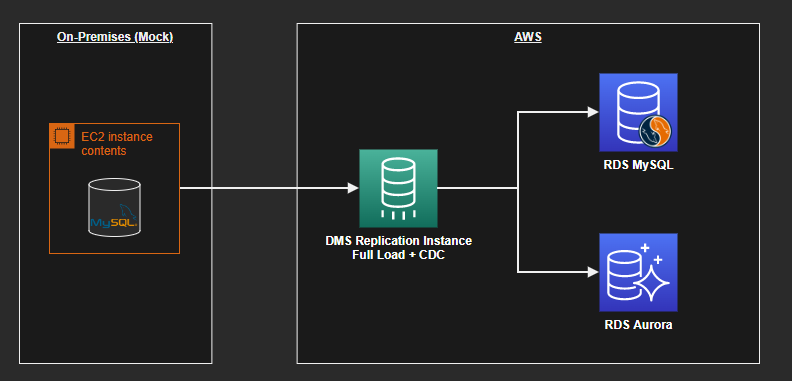 On-Premises (Mock)
AWS
EC2 instance
contents
MySQL
DMS Replication Instance
Full Load + CDC
RDS MySQL
RDS Aurora